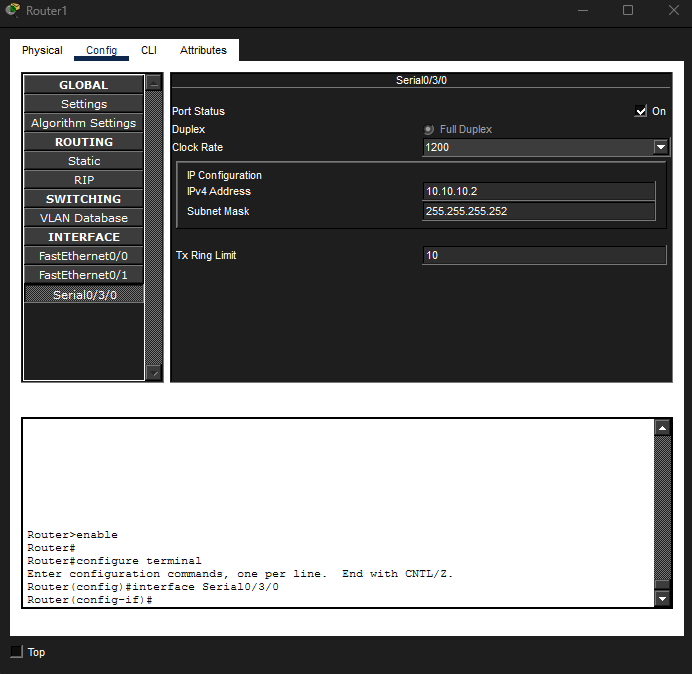 Router1
Physical Config CLI Attributes
GLOBAL
Settings
Algorithm Settings
ROUTING
Static
RIP
SWITCHING
VLAN Database
INTERFACE
FastEthernet0/0
FastEthernet0/1
Serial0/3/0
Serial0/3/0
Port Status On
Duplex Full Duplex
Clock Rate 1200
IP Configuration
IPv4 Address 10.10.10.2
Subnet Mask 255.255.255.252
Tx Ring Limit 10
Router>enable
Router#
Router#configure terminal
Enter configuration commands, one per line.  End with CNTL/Z.
Router(config)#interface Serial0/3/0
Router(config-if)#
Top